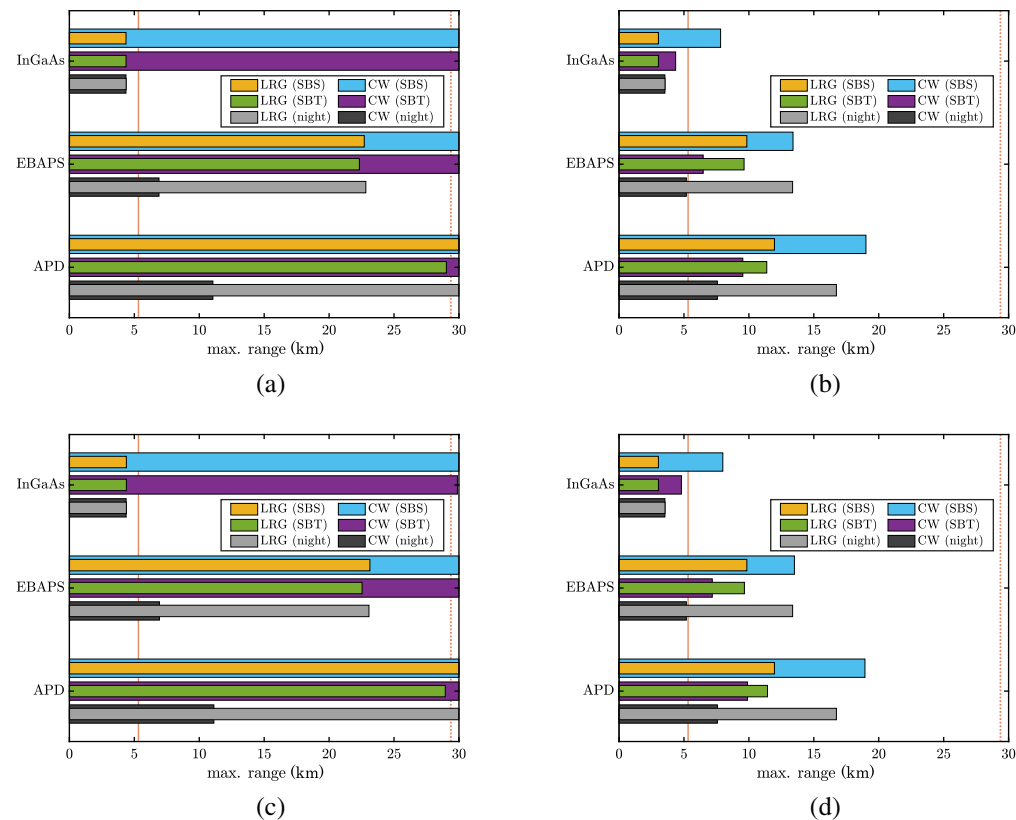 InGaAs
EBAPS
APD
LRG (SBS) CW (SBS)
LRG (SBT) CW (SBT)
LRG (night) CW (night)
0 5 10 15 20 25 30
max. range (km)
(a)
InGaAs
EBAPS
APD
LRG (SBS) CW (SBS)
LRG (SBT) CW (SBT)
LRG (night) CW (night)
0 5 10 15 20 25 30
max. range (km)
(b)
InGaAs
EBAPS
APD
LRG (SBS) CW (SBS)
LRG (SBT) CW (SBT)
LRG (night) CW (night)
0 5 10 15 20 25 30
max. range (km)
(c)
InGaAs
EBAPS
APD
LRG (SBS) CW (SBS)
LRG (SBT) CW (SBT)
LRG (night) CW (night)
0 5 10 15 20 25 30
max. range (km)
(d)